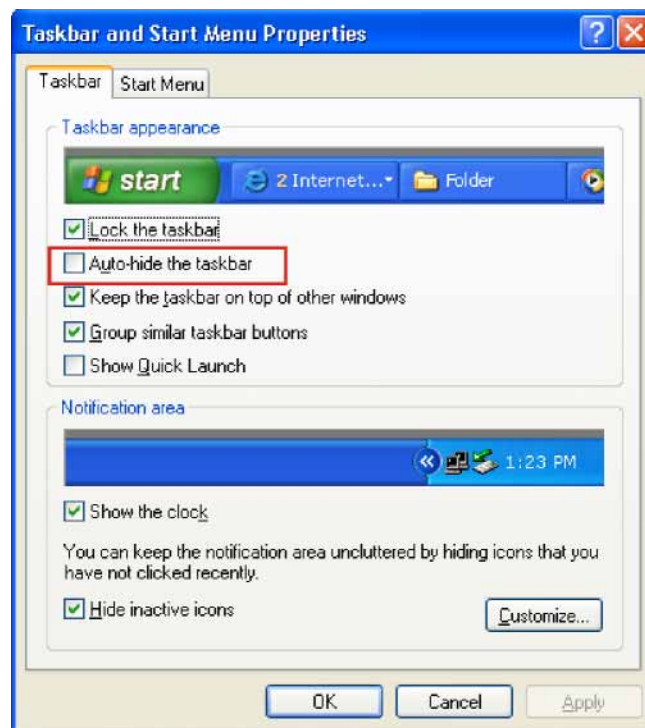 Taskbar and Start Menu Properties
Taskbar
Start Menu
Taskbar appearance
start
2 Internet...
Folder
Lock the taskbar
Auto-hide the taskbar
Keep the taskbar on top of other windows
Group similar taskbar buttons
Show Quick Launch
Notification area
1:23 PM
Show the clock
You can keep the notification area uncluttered by hiding icons that you
have not clicked recently.
Hide inactive icons
Customize...
OK
Cancel
Apply